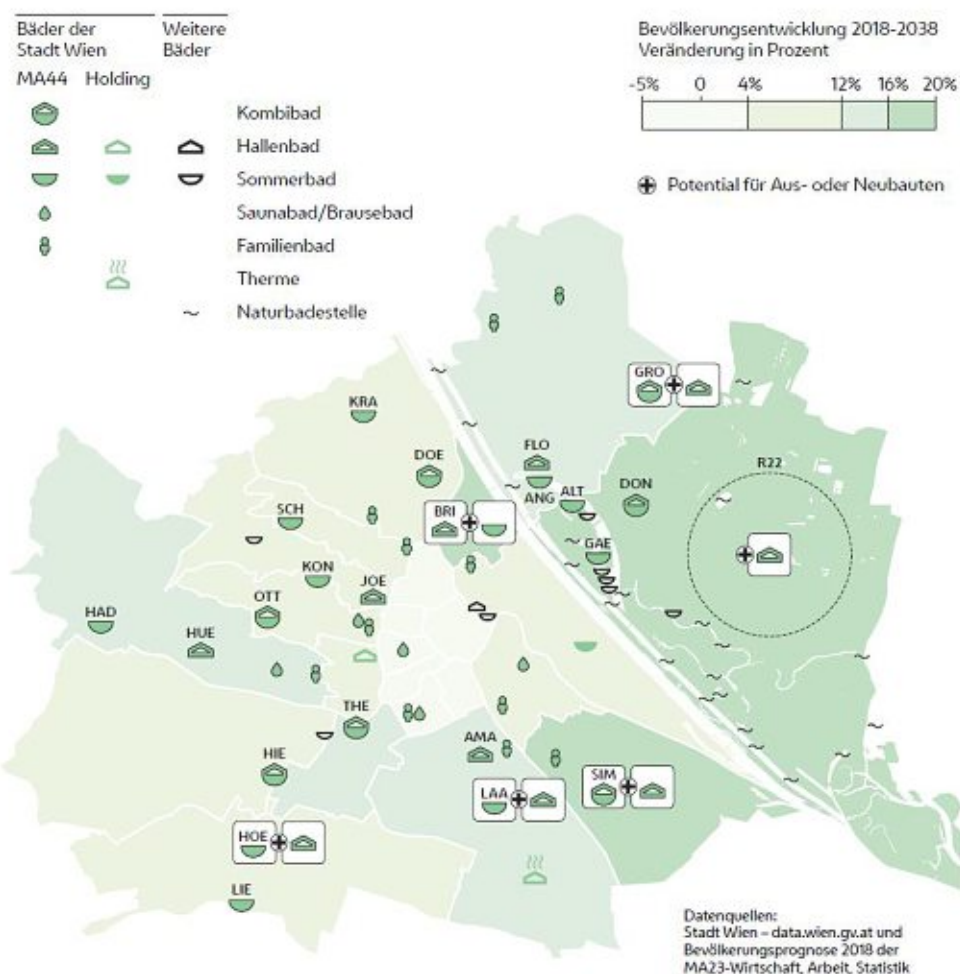 Bäder der
Stadt Wien
Weitere
Bäder
MA44 Holding
Kombibad
Hallenbad
Sommerbad
Saunabad/Brausebad
Familienbad
Therme
Naturbadestelle
Bevölkerungsentwicklung 2018-2038
Veränderung in Prozent
-5% 0 4% 12% 16% 20%
Potential für Aus- oder Neubauten
GRO
KRA
FLO
DOE
R22
ANG
ALT
DON
SCH
BRI
GAE
KON
JOE
OTT
HAD
HUE
THE
AMA
HIE
SIM
LAA
HOE
LIE
Datenquellen:
Stadt Wien – data.wien.gv.at und
Bevölkerungsprognose 2018 der
MA23-Wirtschaft, Arbeit, Statistik